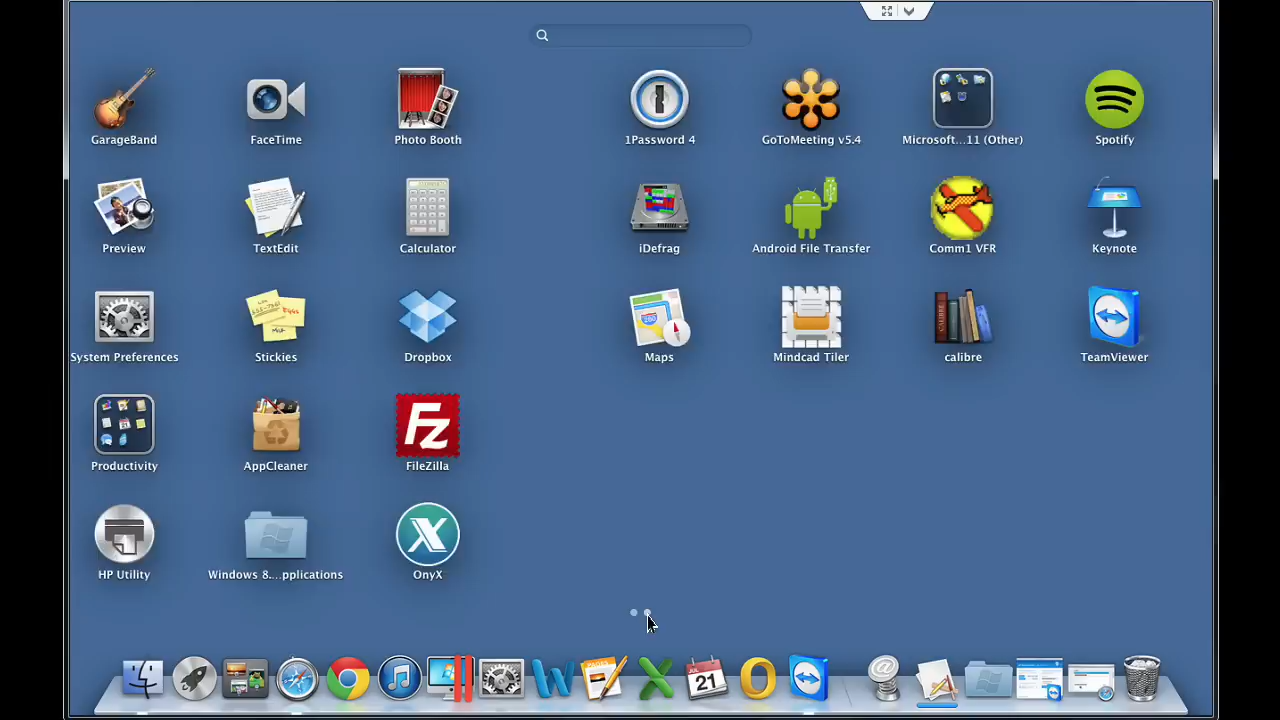 GarageBand
FaceTime
Photo Booth
1Password 4
GoToMeeting v5.4
Microsoft...11 (Other)
Spotify
Preview
TextEdit
Calculator
iDefrag
Android File Transfer
Comm1 VFR
Keynote
System Preferences
Stickies
Dropbox
Maps
Mindcad Tiler
calibre
TeamViewer
Productivity
AppCleaner
FileZilla
HP Utility
Windows 8....pplications
OnyX
JUL
21